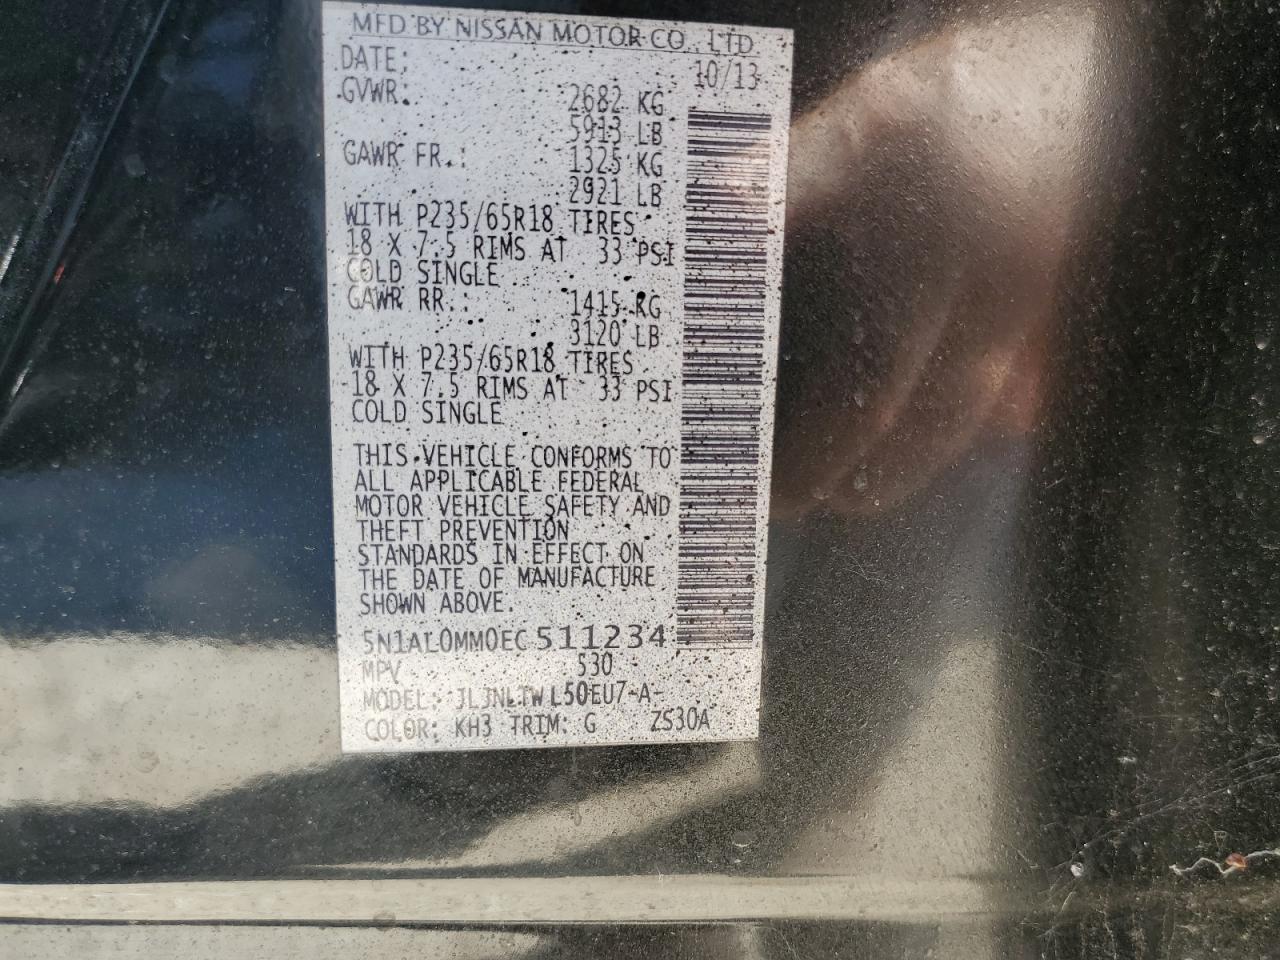 MFD BY NISSAN MOTOR CO., LTD
DATE: 10/13
GVWR: 2682 KG
5913 LB
GAWR FR.: 1325 KG
2921 LB
WITH P235/65R18 TIRES
18 X 7.5 RIMS AT 33 PSI
COLD SINGLE
GAWR RR.: 1415 KG
3120 LB
WITH P235/65R18 TIRES
18 X 7.5 RIMS AT 33 PSI
COLD SINGLE
THIS VEHICLE CONFORMS TO
ALL APPLICABLE FEDERAL
MOTOR VEHICLE SAFETY AND
THEFT PREVENTION
STANDARDS IN EFFECT ON
THE DATE OF MANUFACTURE
SHOWN ABOVE.
5N1AL0MM0EC511234
MPV 530
MODEL: JLJNLTWL50EU7-A-
COLOR: KH3 TRIM: G ZS30A